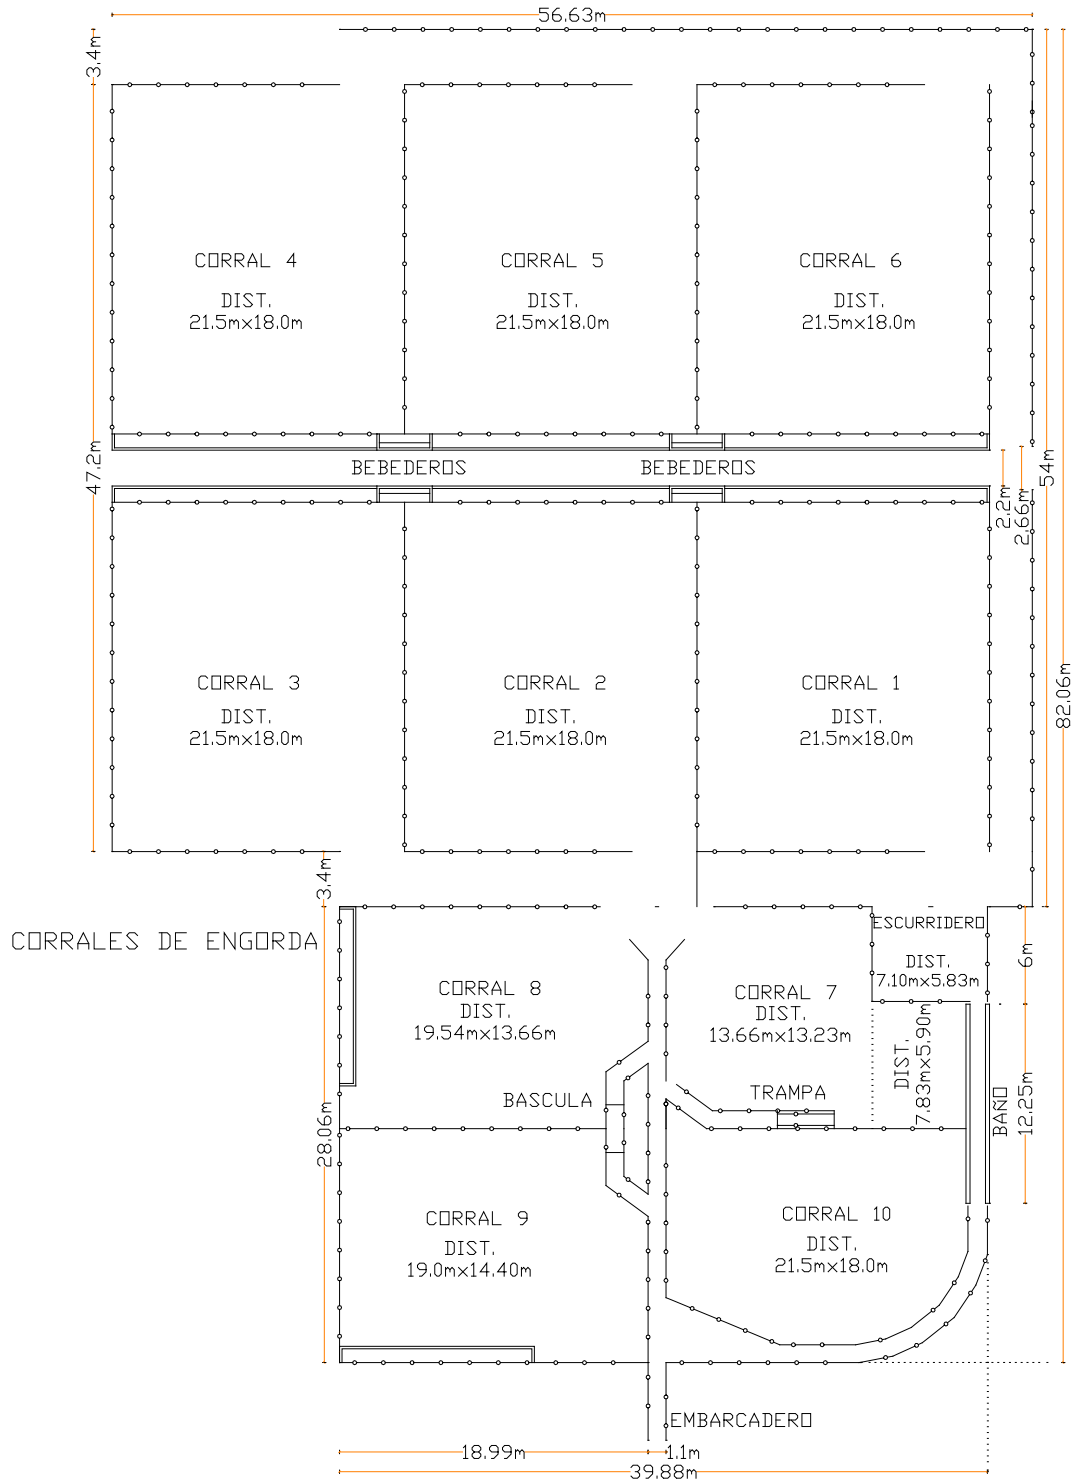 56.63m
3.4m
CORRAL 4
DIST.
21.5mx18.0m
CORRAL 5
DIST.
21.5mx18.0m
CORRAL 6
DIST.
21.5mx18.0m
47.2m
BEBEDEROS
BEBEDEROS
54m
2.2m
2.66m
CORRAL 3
DIST.
21.5mx18.0m
CORRAL 2
DIST.
21.5mx18.0m
CORRAL 1
DIST.
21.5mx18.0m
82.06m
3.4m
CORRALES DE ENGORDA
ESCURRIDERO
DIST.
7.10mx5.83m
6m
CORRAL 8
DIST.
19.54mx13.66m
CORRAL 7
DIST.
13.66mx13.23m
DIST.
7.83mx5.90m
BASCULA
TRAMPA
BAÑO
12.25m
28.06m
CORRAL 9
DIST.
19.0mx14.40m
CORRAL 10
DIST.
21.5mx18.0m
EMBARCADERO
18.99m
1.1m
39.88m